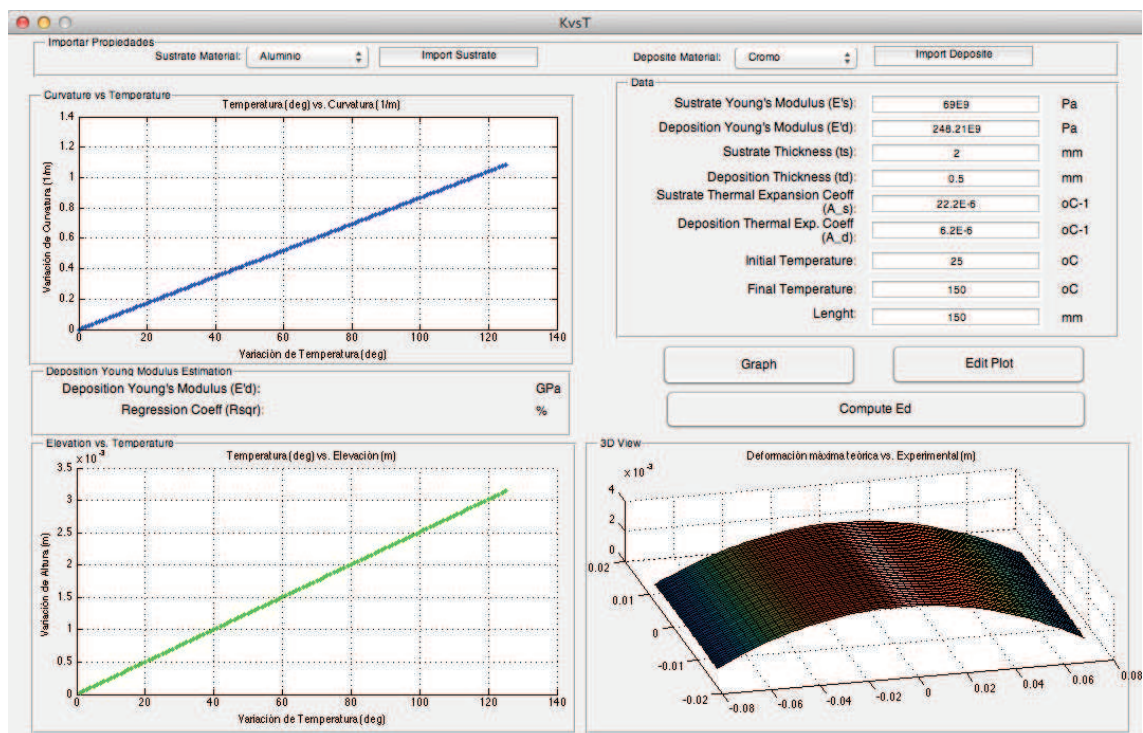 KvsT
Importar Propiedades
Sustrate Material: Aluminio Import Sustrate Deposite Material: Cromo Import Deposite
Curvature vs Temperature
Temperatura (deg) vs. Curvatura (1/m)
1.4
1.2
1
0.8
0.6
0.4
0.2
0
Variación de Curvatura (1/m)
0 20 40 60 80 100 120 140
Variación de Temperatura (deg)
Data
Sustrate Young's Modulus (E's): 69E9 Pa
Deposition Young's Modulus (E'd): 248.21E9 Pa
Sustrate Thickness (ts): 2 mm
Deposition Thickness (td): 0.5 mm
Sustrate Thermal Expansion Ceoff
(A_s): 22.2E-6 oC-1
Deposition Thermal Exp. Coeff
(A_d): 6.2E-6 oC-1
Initial Temperature: 25 oC
Final Temperature: 150 oC
Lenght: 150 mm
Graph Edit Plot
Compute Ed
Deposition Young Modulus Estimation
Deposition Young's Modulus (E'd): GPa
Regression Coeff (Rsqr): %
Elevation vs. Temperature
x 10-3
Temperatura (deg) vs. Elevación (m)
3.5
3
2.5
2
1.5
1
0.5
0
Variación de Altura (m)
0 20 40 60 80 100 120 140
Variación de Temperatura (deg)
3D View
Deformación màxima teòrica vs. Experimental (m)
x 10-3
4
2
0
0.02
0.01
0
-0.01
-0.02
-0.08 -0.06 -0.04 -0.02 0 0.02 0.04 0.06 0.08